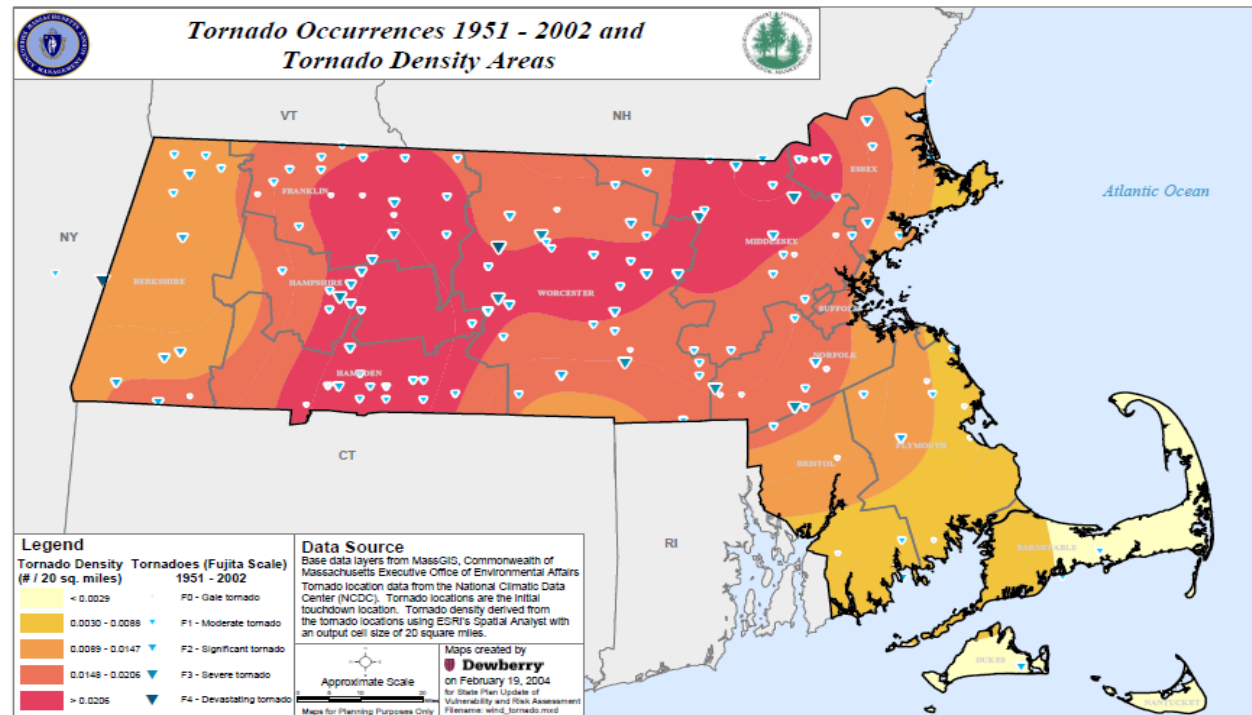 Tornado Occurrences 1951 - 2002 and
Tornado Density Areas
VT
NH
NY
Atlantic Ocean
FRANKLIN
ESSEX
MIDDLESEX
BERKSHIRE
HAMPSHIRE
WORCESTER
SUFFOLK
NORFOLK
HAMPDEN
CT
PLYMOUTH
BRISTOL
RI
BARNSTABLE
DUKES
NANTUCKET
Legend
Tornado Density
(# / 20 sq. miles)
Tornadoes (Fujita Scale)
1951 - 2002
< 0.0029
F0 - Gale tornado
0.0030 - 0.0088
F1 - Moderate tornado
0.0089 - 0.0147
F2 - Significant tornado
0.0148 - 0.0206
F3 - Severe tornado
> 0.0206
F4 - Devastating tornado
Data Source
Base data layers from MassGIS, Commonwealth of
Massachusetts Executive Office of Environmental Affairs
Tornado location data from the National Climatic Data
Center (NCDC). Tornado locations are the initial
touchdown location. Tornado density derived from
the tornado locations using ESRI's Spatial Analyst with
an output cell size of 20 square miles.
Approximate Scale
0 5 10 20
Maps for Planning Purposes Only
Maps created by
Dewberry
on February 19, 2004
for State Plan Update of
Vulnerability and Risk Assessment
Filename: wind_tornado.mxd